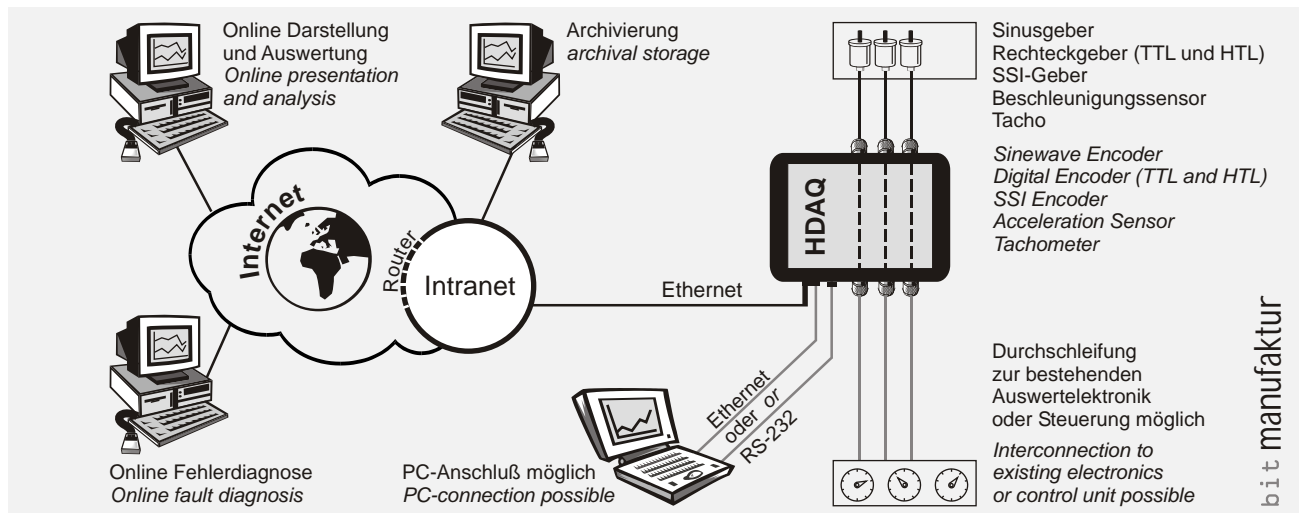 Online Darstellung
und Auswertung
Online presentation
and analysis
Archivierung
archival storage
Sinusgeber
Rechteckgeber (TTL und HTL)
SSI-Geber
Beschleunigungssensor
Tacho
Sinewave Encoder
Digital Encoder (TTL and HTL)
SSI Encoder
Acceleration Sensor
Tachometer
HDAQ
Internet
Router
Intranet
Ethernet
Ethernet
oder or
RS-232
Online Fehlerdiagnose
Online fault diagnosis
PC-Anschluß möglich
PC-connection possible
Durchschleifung
zur bestehenden
Auswertelektronik
oder Steuerung möglich
Interconnection to
existing electronics
or control unit possible
bit manufaktur